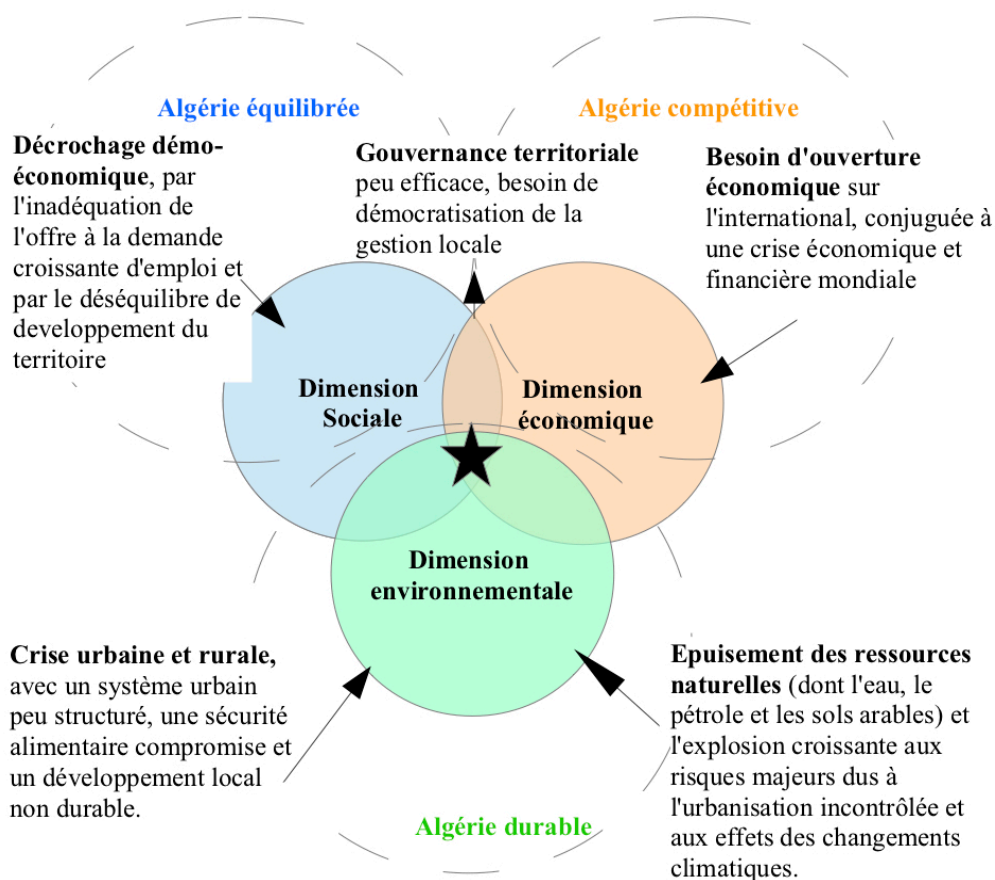 Algérie équilibrée
Algérie compétitive
Décrochage démo-
économique, par
l'inadéquation de
l'offre à la demande
croissante d'emploi et
par le déséquilibre de
developpement du
territoire
Gouvernance territoriale
peu efficace, besoin de
démocratisation de la
gestion locale
Besoin d'ouverture
économique sur
l'international, conjuguée à
une crise économique et
financière mondiale
Dimension
Sociale
Dimension
économique
Dimension
environnementale
Crise urbaine et rurale,
avec un système urbain
peu structuré, une sécurité
alimentaire compromise et
un développement local
non durable.
Epuisement des ressources
naturelles (dont l'eau, le
pétrole et les sols arables) et
l'explosion croissante aux
risques majeurs dus à
l'urbanisation incontrôlée et
aux effets des changements
climatiques.
Algérie durable